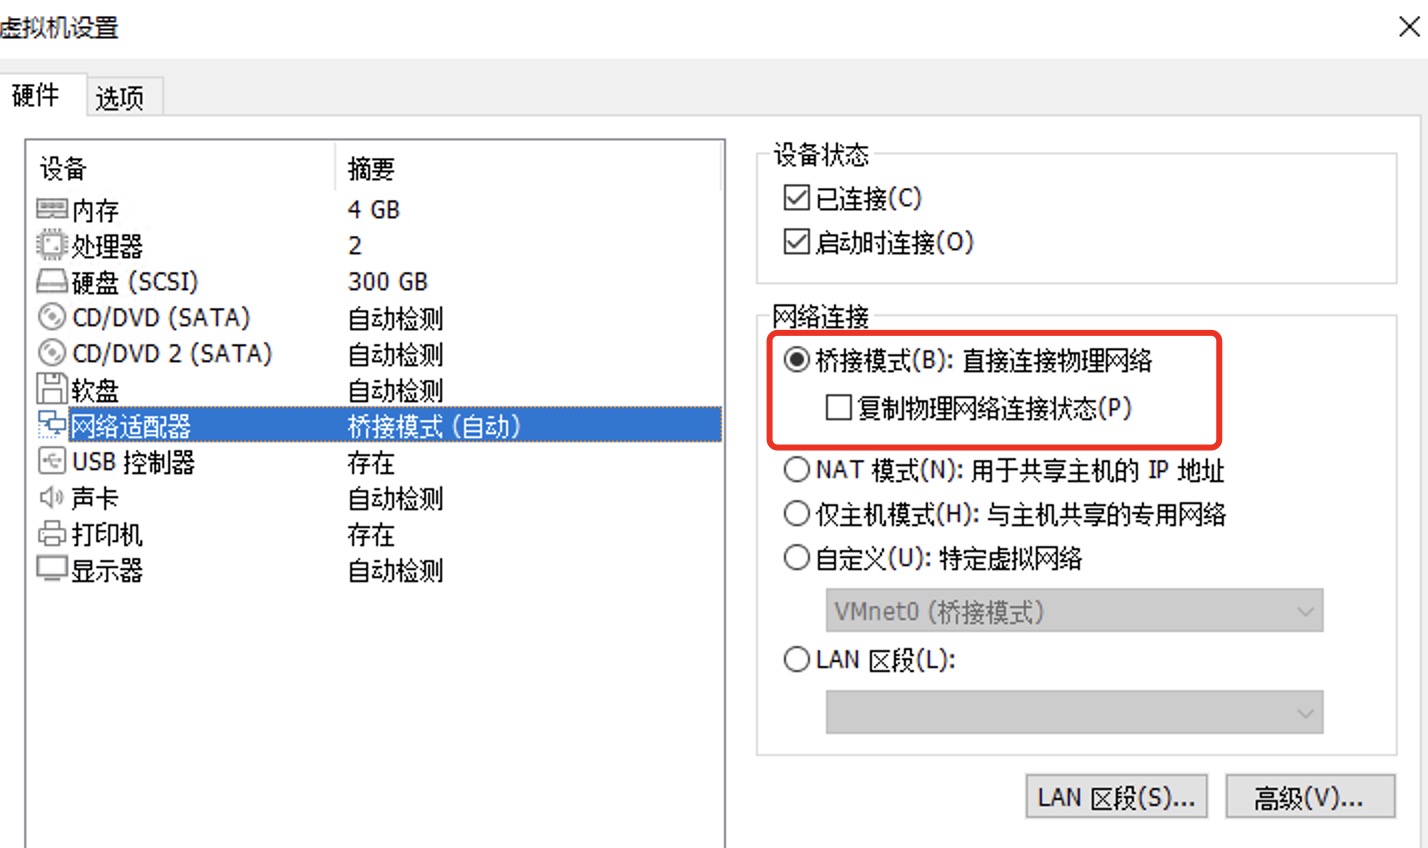 虚拟机设置
硬件
选项
设备 摘要
内存 4 GB
处理器 2
硬盘 (SCSI) 300 GB
CD/DVD (SATA) 自动检测
CD/DVD 2 (SATA) 自动检测
软盘 自动检测
网络适配器 桥接模式 (自动)
USB 控制器 存在
声卡 自动检测
打印机 存在
显示器 自动检测
设备状态
已连接(C)
启动时连接(O)
网络连接
桥接模式(B): 直接连接物理网络
复制物理网络连接状态(P)
NAT 模式(N): 用于共享主机的 IP 地址
仅主机模式(H): 与主机共享的专用网络
自定义(U): 特定虚拟网络
VMnet0 (桥接模式)
LAN 区段(L):
LAN 区段(S)...
高级(V)...